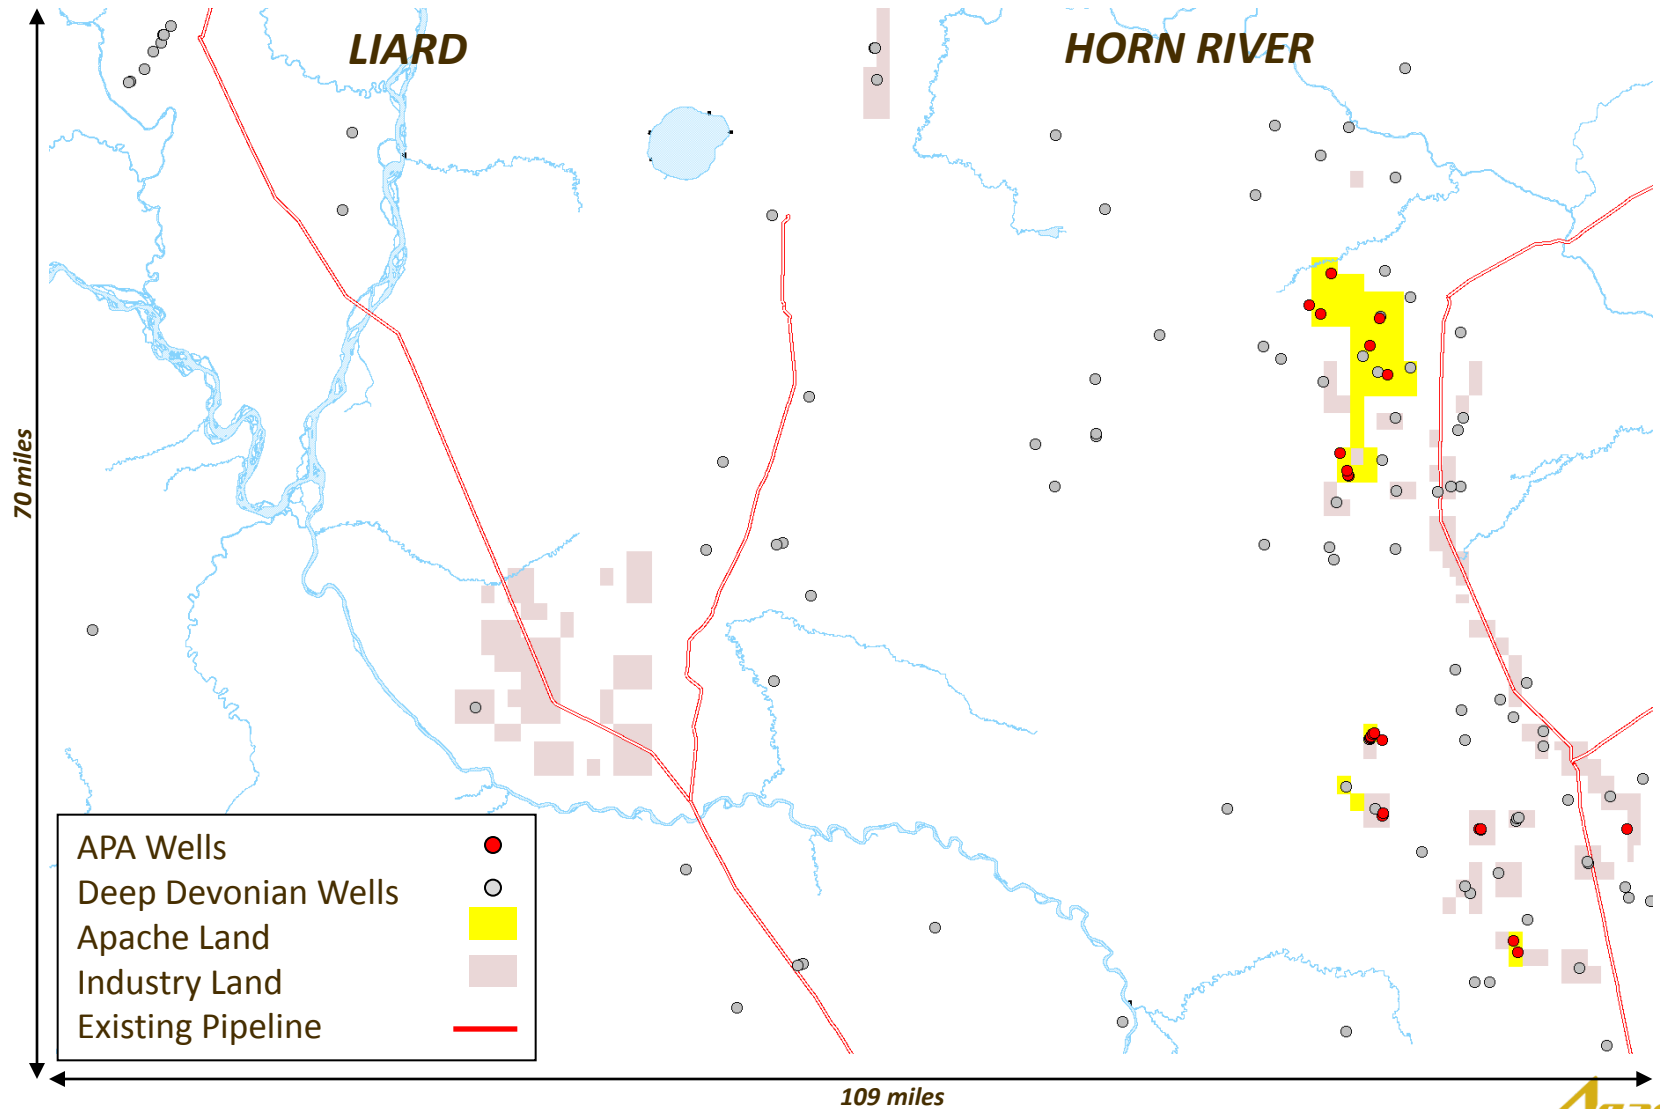 LIARD
HORN RIVER
70 miles
APA Wells
Deep Devonian Wells
Apache Land
Industry Land
Existing Pipeline
109 miles